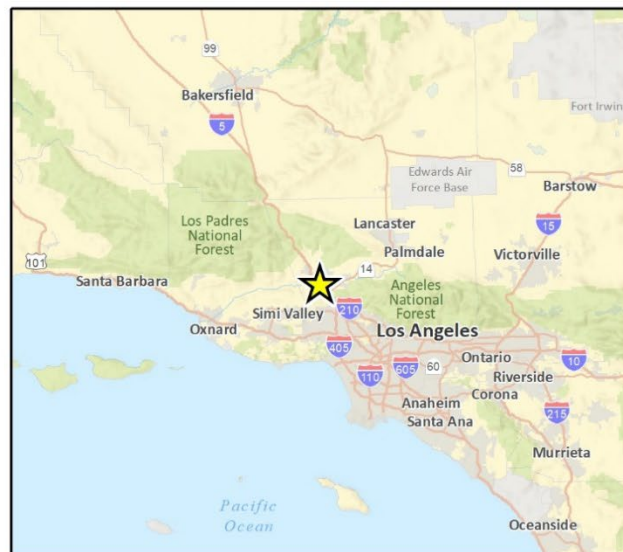 99
Bakersfield
5
Fort Irwin
58
Edwards Air
Force Base
Barstow
Los Padres
National
Forest
Lancaster
15
101
Palmdale
Victorville
Santa Barbara
14
Angeles
National
Forest
Simi Valley
210
Oxnard
Los Angeles
405
Ontario
10
110
605
60
Riverside
Corona
Anaheim
Santa Ana
215
Murrieta
Pacific
Ocean
Oceanside